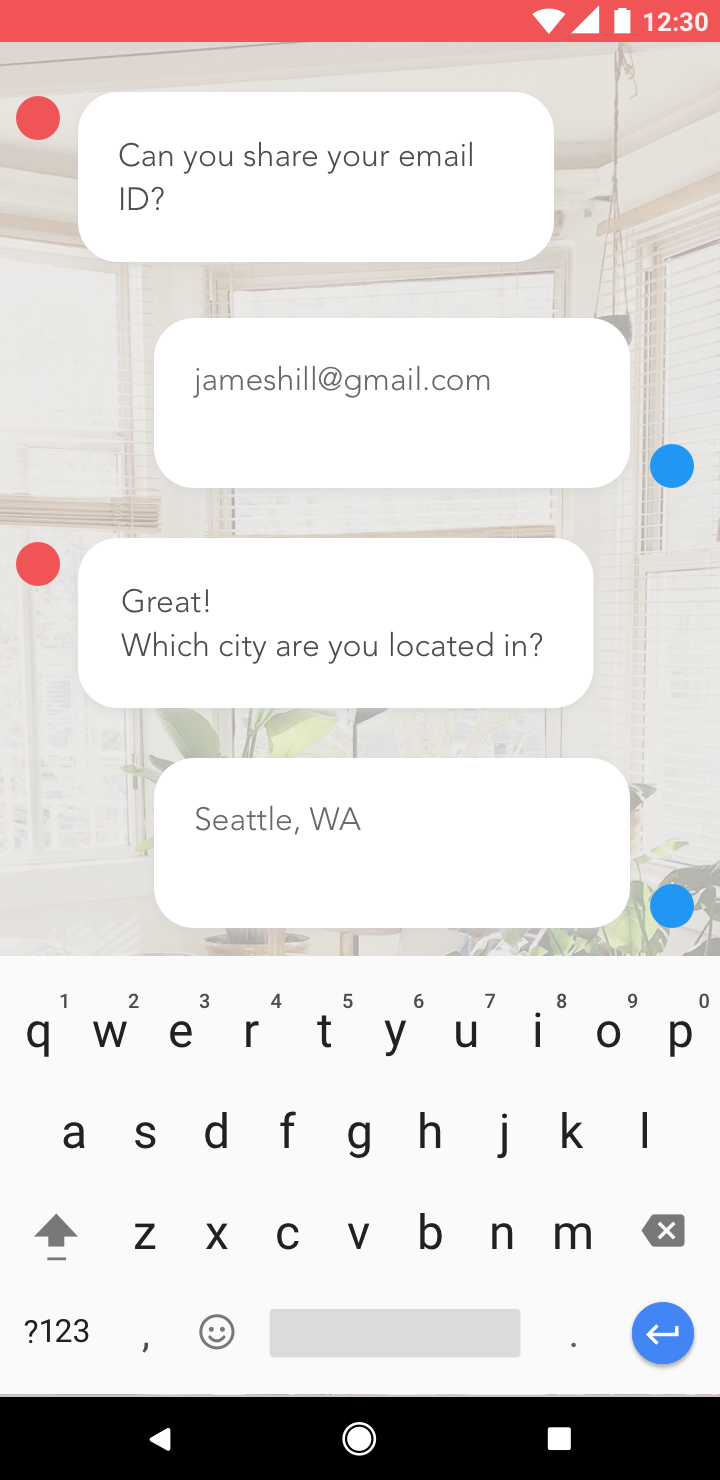 12:30
Can you share your email
ID?
jameshill@gmail.com
Great!
Which city are you located in?
Seattle, WA
1 2 3 4 5 6 7 8 9 0
q w e r t y u i o p
a s d f g h j k l
z x c v b n m
?123 , .